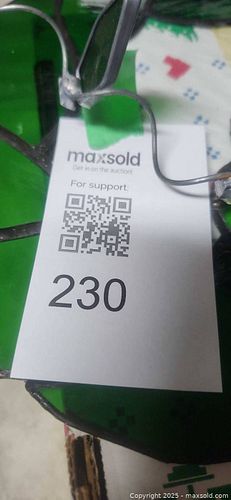 maxsold
Get in on the auction!
For support:
230
Copyright 2025 - maxsold.com